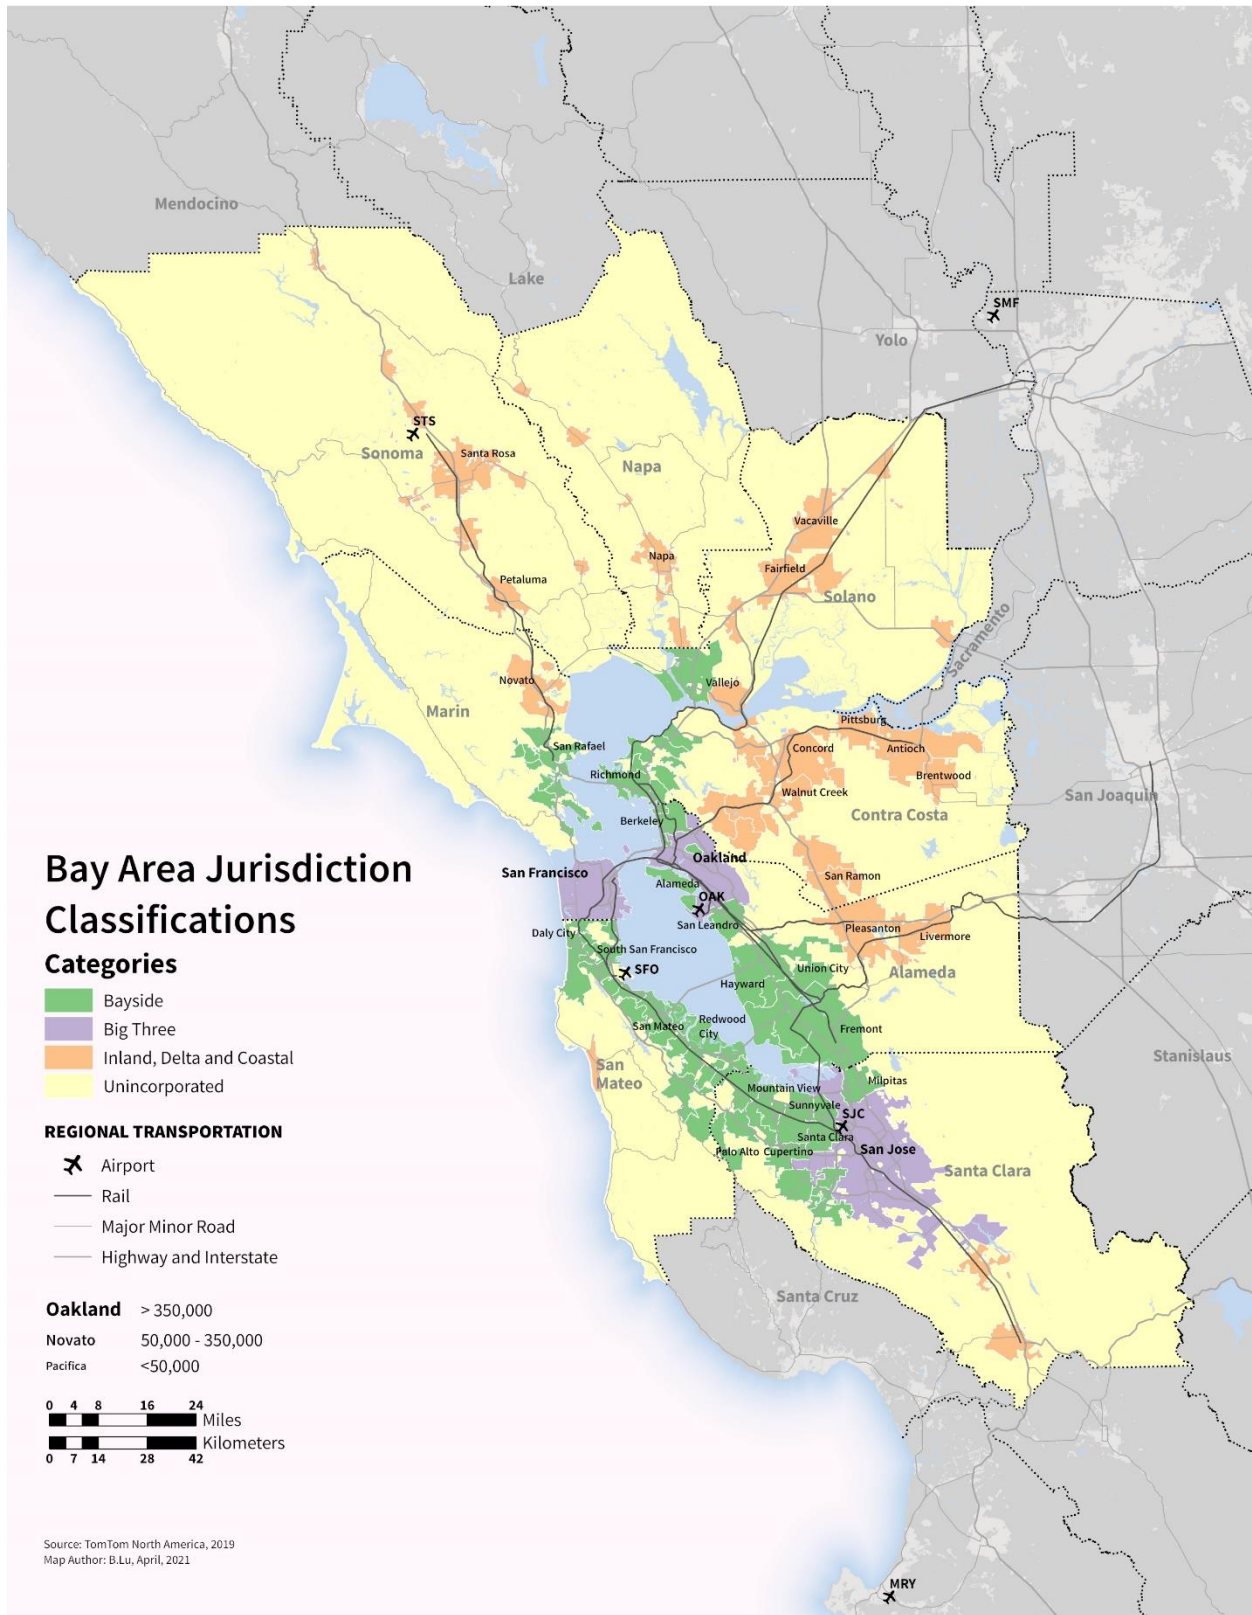 Mendocino
Lake
SMF
Yolo
STS
Sonoma
Santa Rosa
Napa
Vacaville
Napa
Fairfield
Petaluma
Solano
Sacramento
Novato
Vallejo
Marin
Pittsburg
San Rafael
Concord
Antioch
Richmond
Brentwood
Walnut Creek
San Joaquin
Contra Costa
Berkeley
Oakland
San Francisco
San Ramon
Alameda
OAK
San Leandro
Pleasanton
Daly City
Livermore
South San Francisco
SFO
Union City
Alameda
Hayward
San Mateo
Redwood
City
Fremont
Stanislaus
San
Mateo
Milpitas
Mountain View
Sunnyvale
SJC
Santa Clara
Palo Alto
Cupertino
San Jose
Santa Clara
Santa Cruz
MRY
Bay Area Jurisdiction
Classifications
Categories
Bayside
Big Three
Inland, Delta and Coastal
Unincorporated
REGIONAL TRANSPORTATION
Airport
Rail
Major Minor Road
Highway and Interstate
Oakland > 350,000
Novato 50,000 - 350,000
Pacifica <50,000
0 4 8 16 24
Miles
Kilometers
0 7 14 28 42
Source: TomTom North America, 2019
Map Author: B.Lu, April, 2021